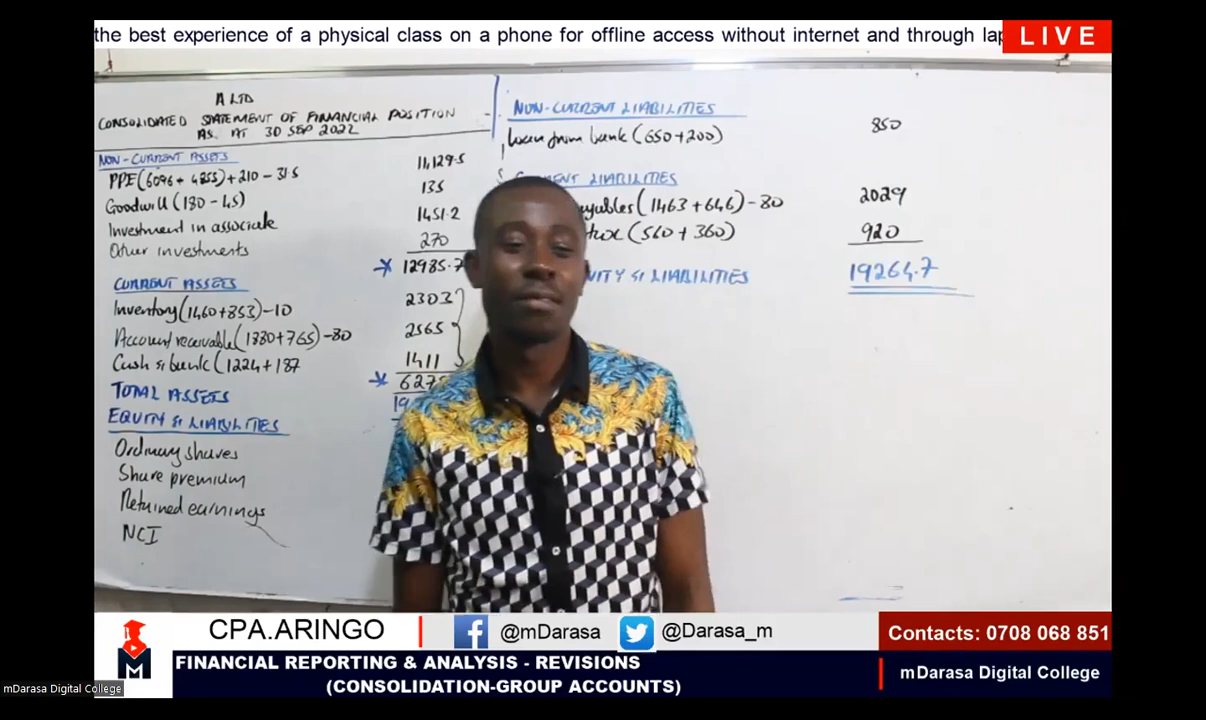 the best experience of a physical class on a phone for offline access without internet and through lap
LIVE
A LTD
CONSOLIDATED STATEMENT OF FINANCIAL POSITION
AS AT 30 SEP 2022
NON-CURRENT ASSETS
PPE(6096+4855)+210-31.5 11,129.5
Goodwill (180-45) 135
Investment in associate 1451.2
Other investments 270
12985.7
CURRENT ASSETS
Inventory(1460+853)-10 2303
Account receivable(1880+765)-80 2565
Cash & bank (1224+187 1411
627
TOTAL ASSETS 19
EQUITY & LIABILITIES
Ordinary shares
Share premium
Retained earnings
NCI
NON-CURRENT LIABILITIES
Loan from bank (650+200) 850
LIABILITIES
yables (1463+646)-80 2029
(560+360) 920
& LIABILITIES 19264.7
CPA.ARINGO
@mDarasa
@Darasa_m
Contacts: 0708 068 851
FINANCIAL REPORTING & ANALYSIS - REVISIONS
(CONSOLIDATION-GROUP ACCOUNTS)
mDarasa Digital College
mDarasa Digital College